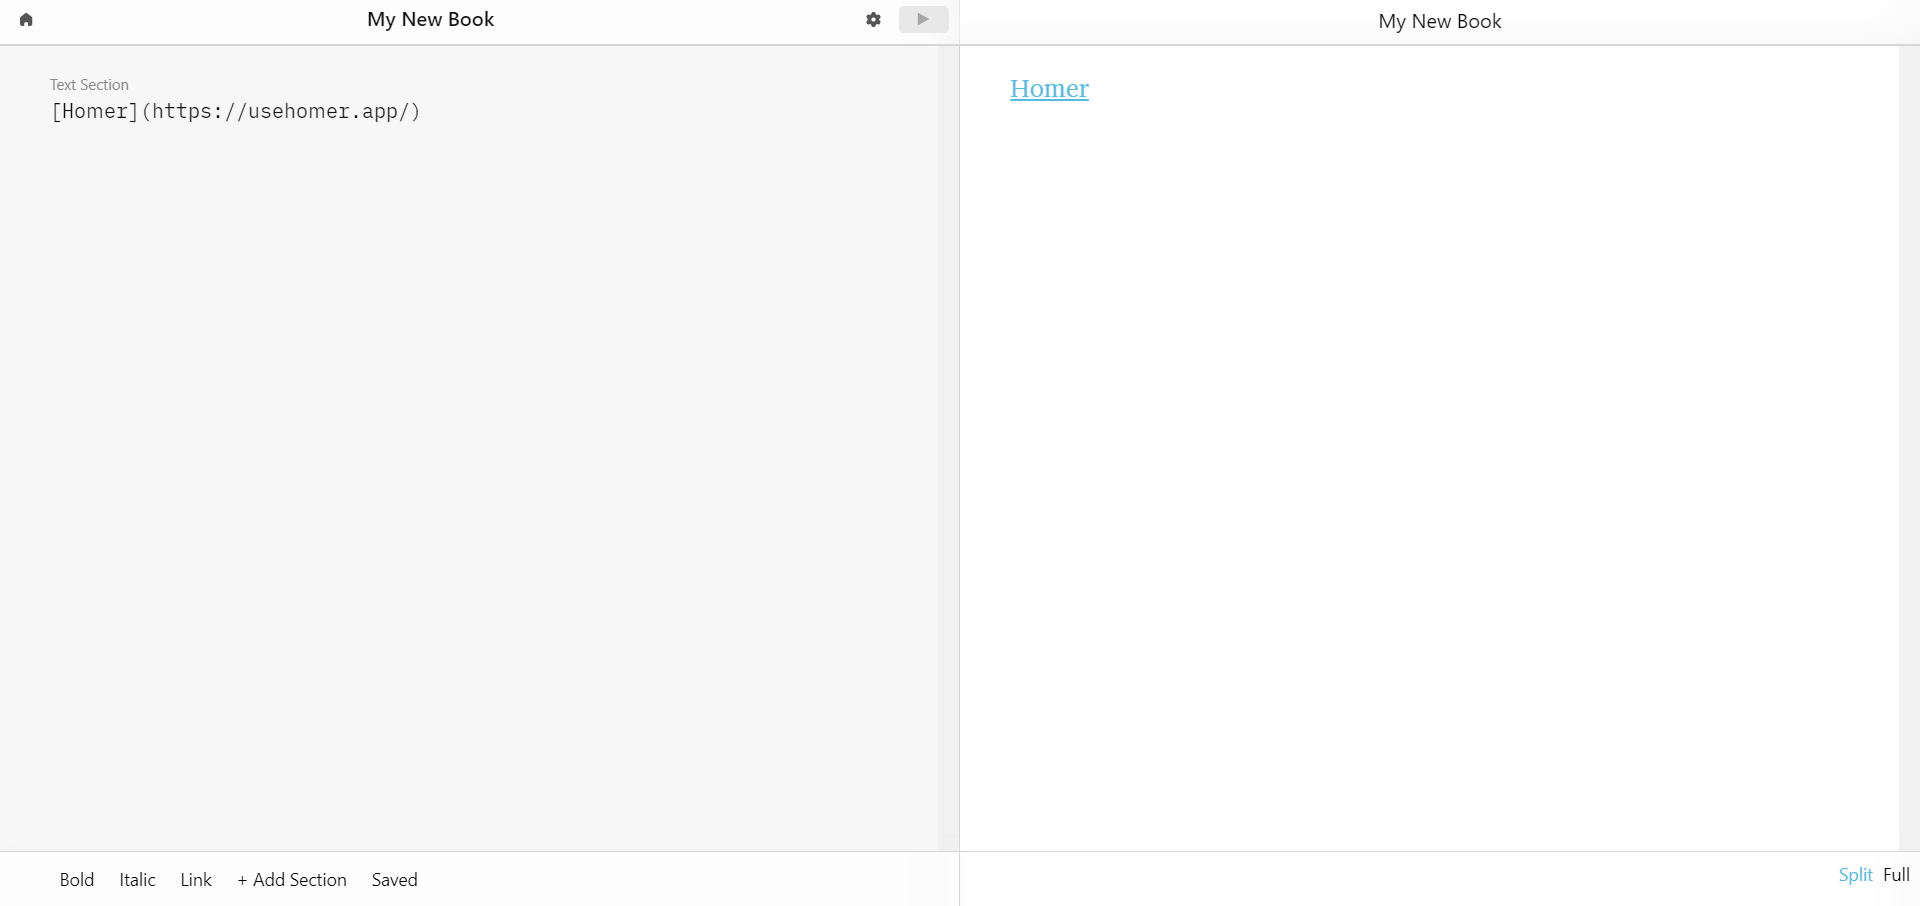 My New Book
My New Book
Text Section
[Homer](https://usehomer.app/)
Homer
Bold Italic Link + Add Section Saved
Split Full